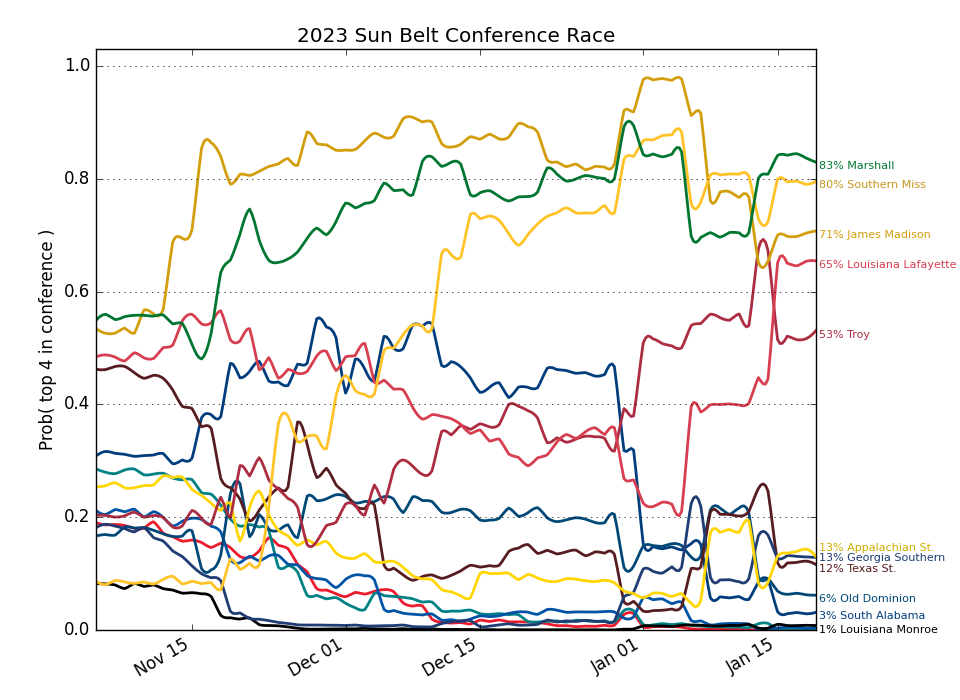 2023 Sun Belt Conference Race
Prob( top 4 in conference )
1.0
0.8
0.6
0.4
0.2
0.0
Nov 15
Dec 01
Dec 15
Jan 01
Jan 15
83% Marshall
80% Southern Miss
71% James Madison
65% Louisiana Lafayette
53% Troy
13% Appalachian St.
13% Georgia Southern
12% Texas St.
6% Old Dominion
3% South Alabama
1% Louisiana Monroe